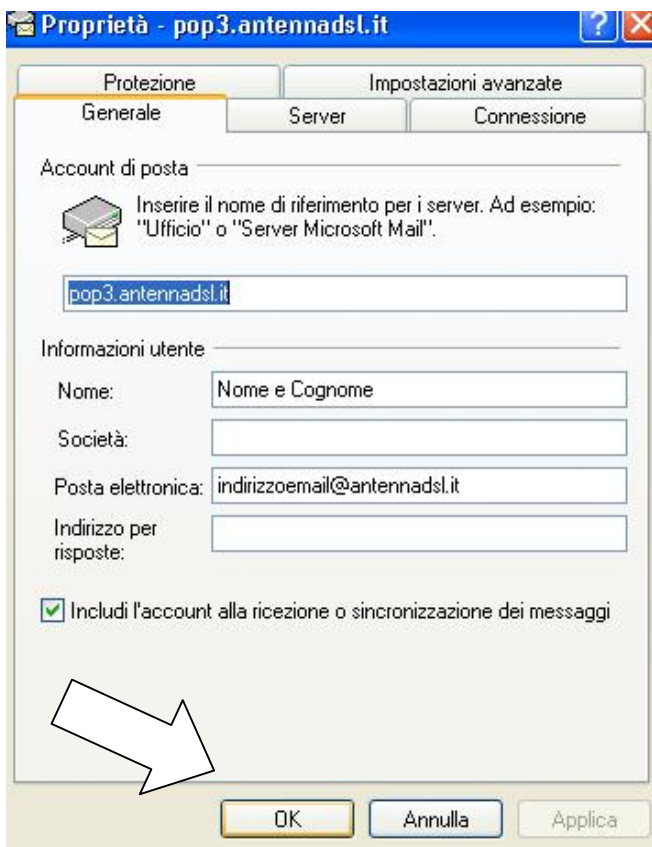 Proprietà - pop3.antennadsl.it
?
Protezione
Impostazioni avanzate
Generale
Server
Connessione
Account di posta
Inserire il nome di riferimento per i server. Ad esempio:
"Ufficio" o "Server Microsoft Mail".
pop3.antennadsl.it
Informazioni utente
Nome:
Nome e Cognome
Società:
Posta elettronica:
indirizzoemail@antennadsl.it
Indirizzo per
risposte:
Includi l'account alla ricezione o sincronizzazione dei messaggi
OK
Annulla
Applica